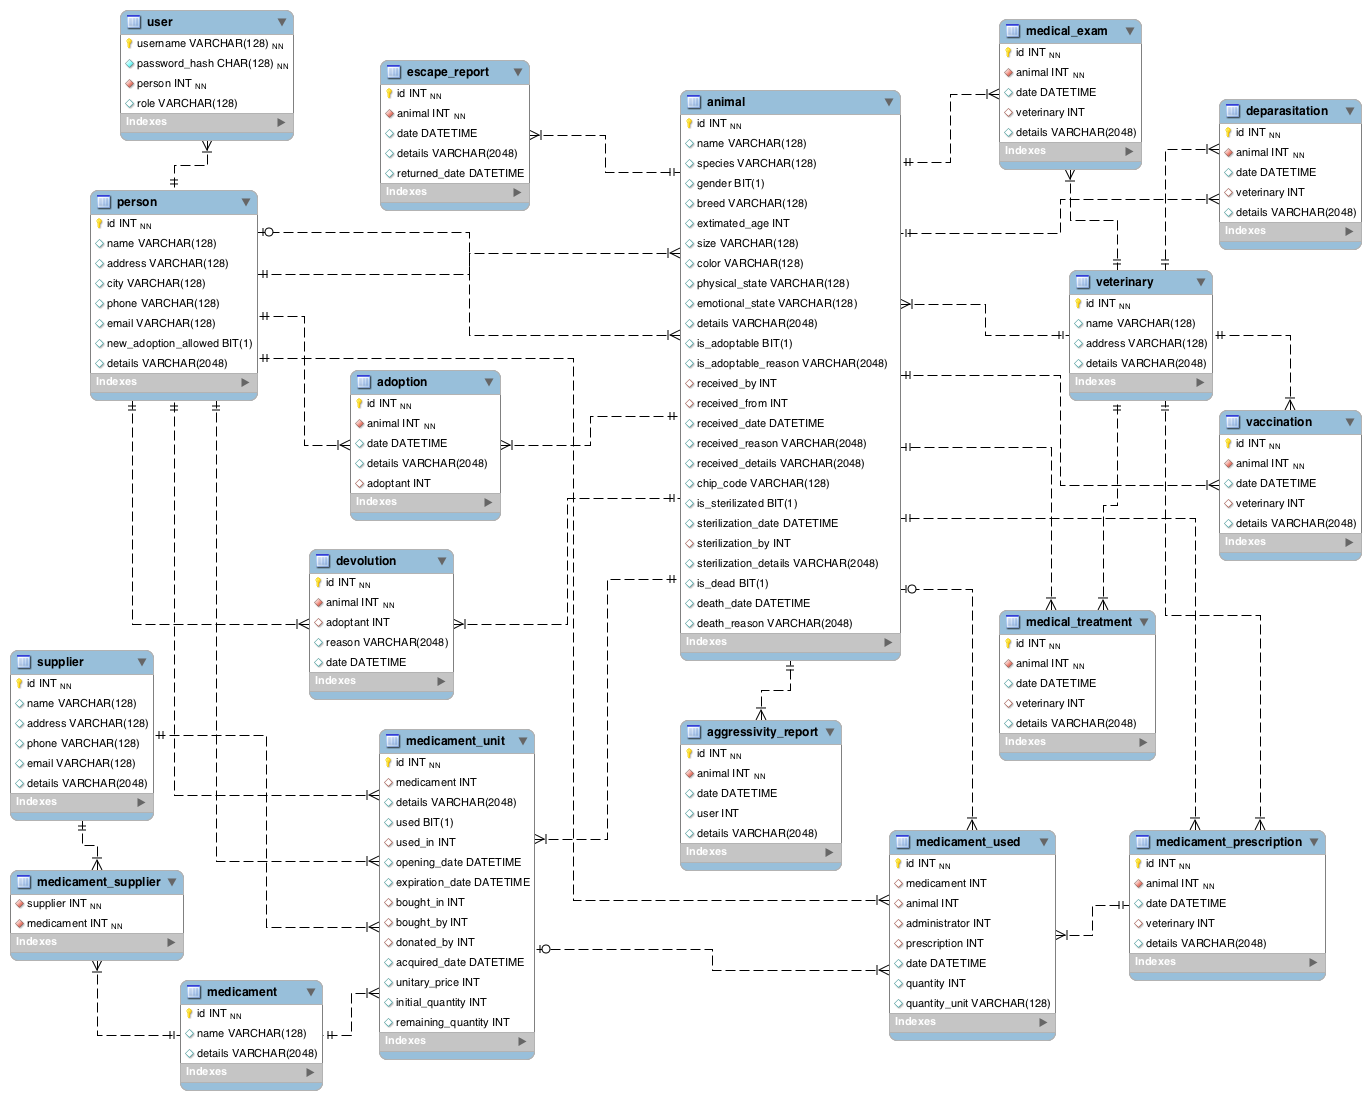 user
username VARCHAR(128) NN
password_hash CHAR(128) NN
person INT NN
role VARCHAR(128)
Indexes
person
id INT NN
name VARCHAR(128)
address VARCHAR(128)
city VARCHAR(128)
phone VARCHAR(128)
email VARCHAR(128)
new_adoption_allowed BIT(1)
details VARCHAR(2048)
Indexes
escape_report
id INT NN
animal INT NN
date DATETIME
details VARCHAR(2048)
returned_date DATETIME
Indexes
adoption
id INT NN
animal INT NN
date DATETIME
details VARCHAR(2048)
adoptant INT
Indexes
devolution
id INT NN
animal INT NN
adoptant INT
reason VARCHAR(2048)
date DATETIME
Indexes
supplier
id INT NN
name VARCHAR(128)
address VARCHAR(128)
phone VARCHAR(128)
email VARCHAR(128)
details VARCHAR(2048)
Indexes
medicament_supplier
supplier INT NN
medicament INT NN
Indexes
medicament
id INT NN
name VARCHAR(128)
details VARCHAR(2048)
Indexes
medicament_unit
id INT NN
medicament INT
details VARCHAR(2048)
used BIT(1)
used_in INT
opening_date DATETIME
expiration_date DATETIME
bought_in INT
bought_by INT
donated_by INT
acquired_date DATETIME
unitary_price INT
initial_quantity INT
remaining_quantity INT
Indexes
animal
id INT NN
name VARCHAR(128)
species VARCHAR(128)
gender BIT(1)
breed VARCHAR(128)
extimated_age INT
size VARCHAR(128)
color VARCHAR(128)
physical_state VARCHAR(128)
emotional_state VARCHAR(128)
details VARCHAR(2048)
is_adoptable BIT(1)
is_adoptable_reason VARCHAR(2048)
received_by INT
received_from INT
received_date DATETIME
received_reason VARCHAR(2048)
received_details VARCHAR(2048)
chip_code VARCHAR(128)
is_sterilizated BIT(1)
sterilization_date DATETIME
sterilization_by INT
sterilization_details VARCHAR(2048)
is_dead BIT(1)
death_date DATETIME
death_reason VARCHAR(2048)
Indexes
aggressivity_report
id INT NN
animal INT NN
date DATETIME
user INT
details VARCHAR(2048)
Indexes
medical_exam
id INT NN
animal INT NN
date DATETIME
veterinary INT
details VARCHAR(2048)
Indexes
deparasitation
id INT NN
animal INT NN
date DATETIME
veterinary INT
details VARCHAR(2048)
Indexes
veterinary
id INT NN
name VARCHAR(128)
address VARCHAR(128)
details VARCHAR(2048)
Indexes
vaccination
id INT NN
animal INT NN
date DATETIME
veterinary INT
details VARCHAR(2048)
Indexes
medical_treatment
id INT NN
animal INT NN
date DATETIME
veterinary INT
details VARCHAR(2048)
Indexes
medicament_used
id INT NN
medicament INT
animal INT
administrator INT
prescription INT
date DATETIME
quantity INT
quantity_unit VARCHAR(128)
Indexes
medicament_prescription
id INT NN
animal INT NN
date DATETIME
veterinary INT
details VARCHAR(2048)
Indexes